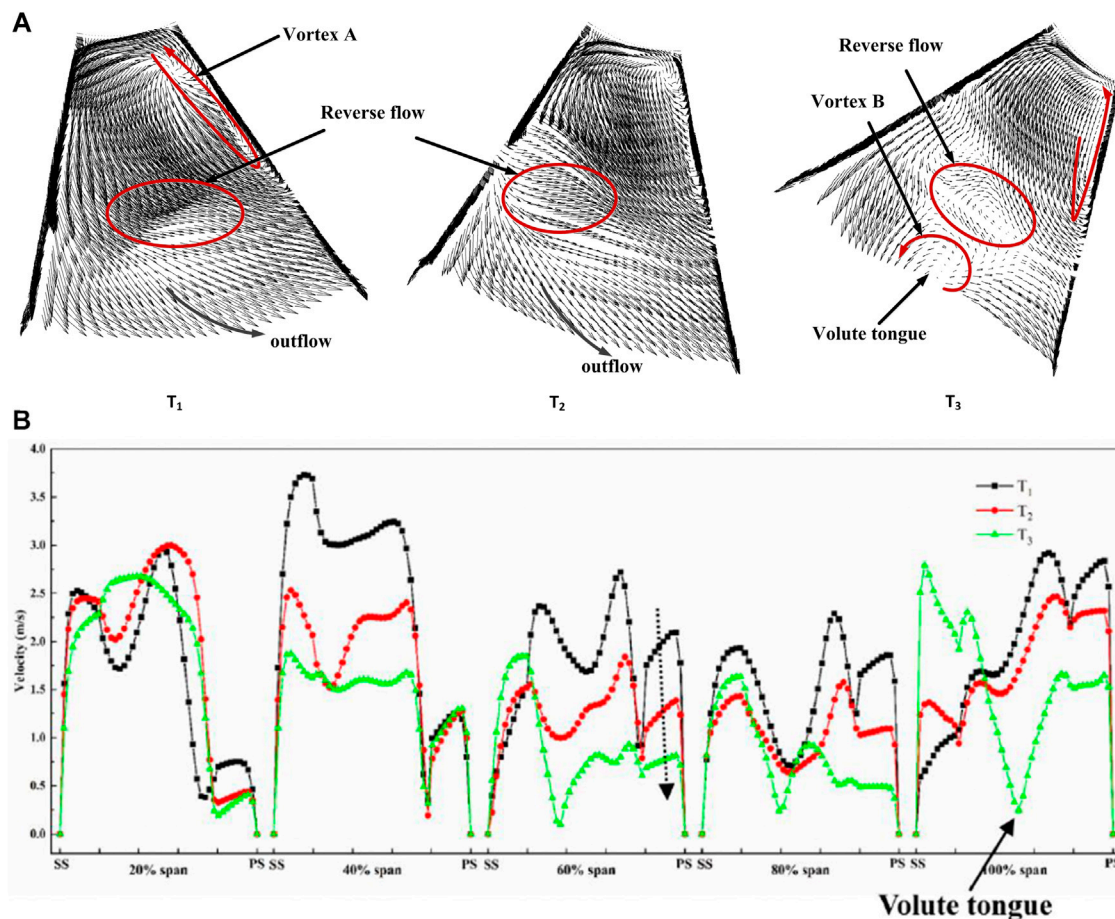 A
Vortex A
Reverse flow
outflow
T₁
outflow
T₂
Reverse flow
Vortex B
Volute tongue
T₃
B
4.0
3.5
3.0
2.5
2.0
1.5
1.0
0.5
0.0
Velocity (m/s)
T₁
T₂
T₃
SS 20% span PS SS 40% span PS SS 60% span PS SS 80% span PS SS 100% span PS
Volute tongue